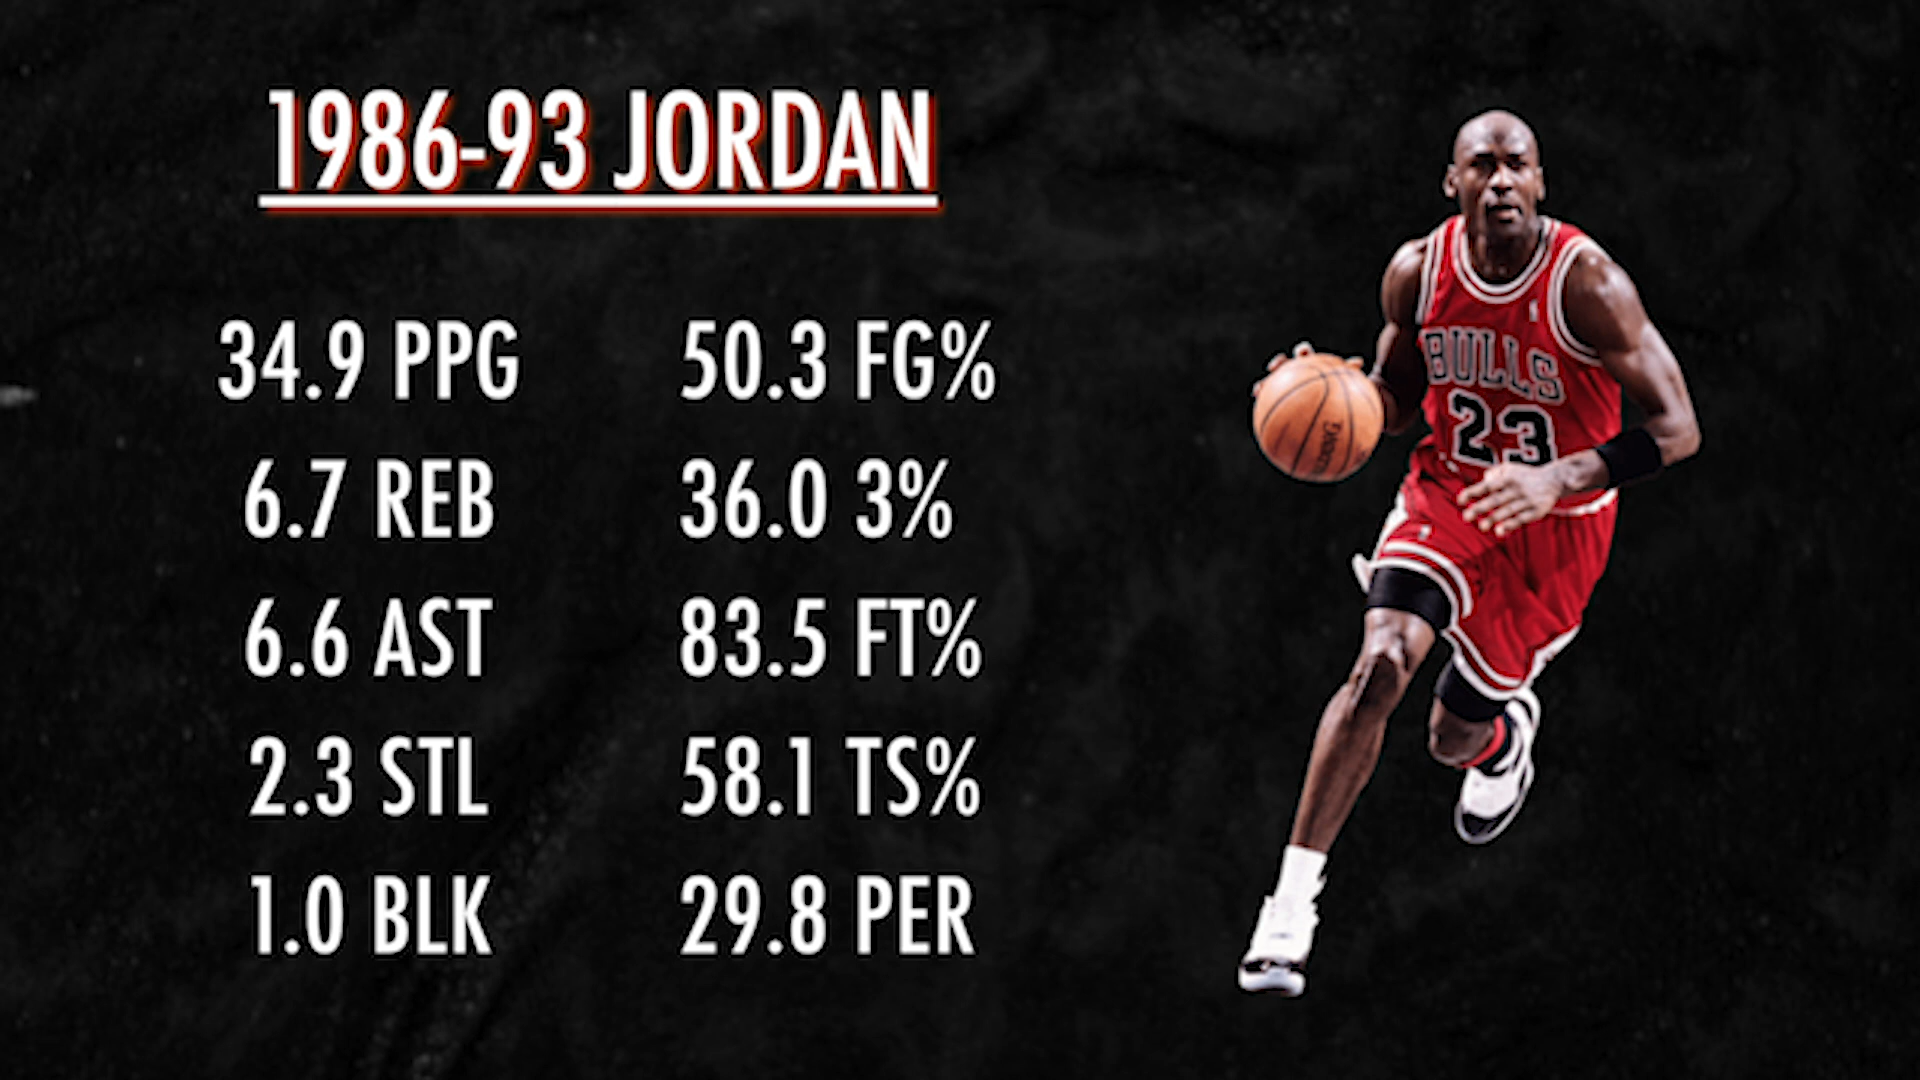 1986-93 JORDAN
34.9 PPG
6.7 REB
6.6 AST
2.3 STL
1.0 BLK
50.3 FG%
36.0 3%
83.5 FT%
58.1 TS%
29.8 PER
BULLS
23